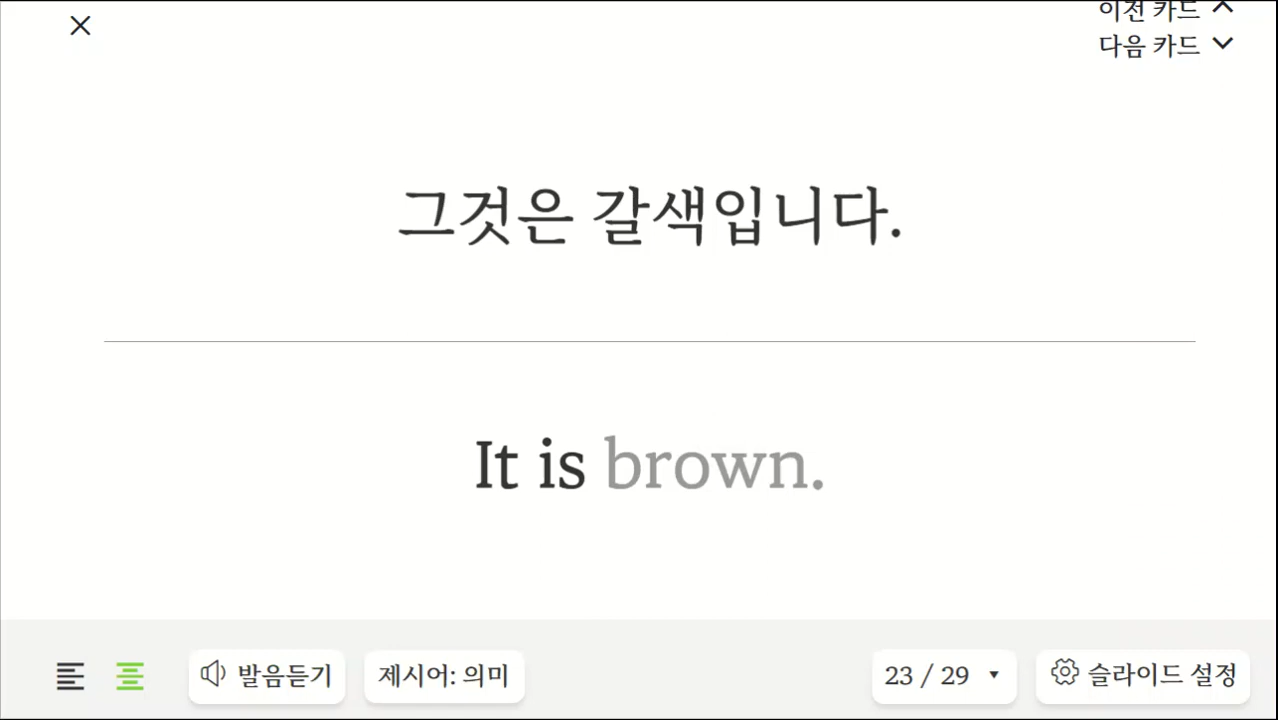 이전 카드
다음 카드
그것은 갈색입니다.
It is brown.
발음듣기
제시어: 의미
23 / 29
슬라이드 설정